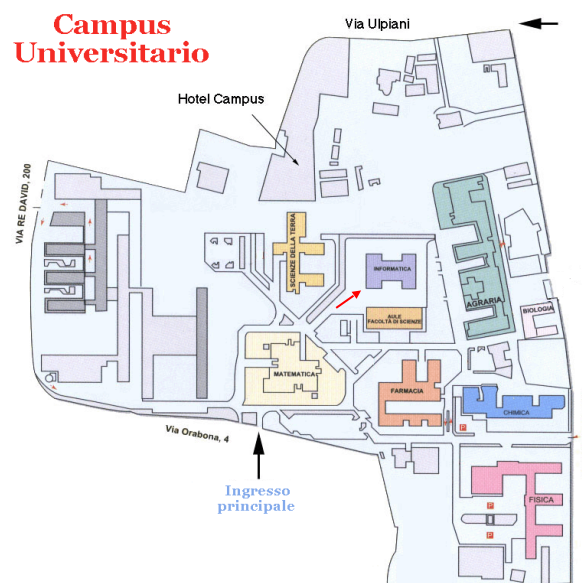 Campus
Universitario
Via Ulpiani
Hotel Campus
VIA RE DAVID, 200
SCIENZE DELLA TERRA
INFORMATICA
AGRARIA
BIOLOGIA
AULE
FACOLTÀ DI SCIENZE
MATEMATICA
FARMACIA
CHIMICA
P
Via Orabona, 4
Ingresso
principale
FISICA
P
P